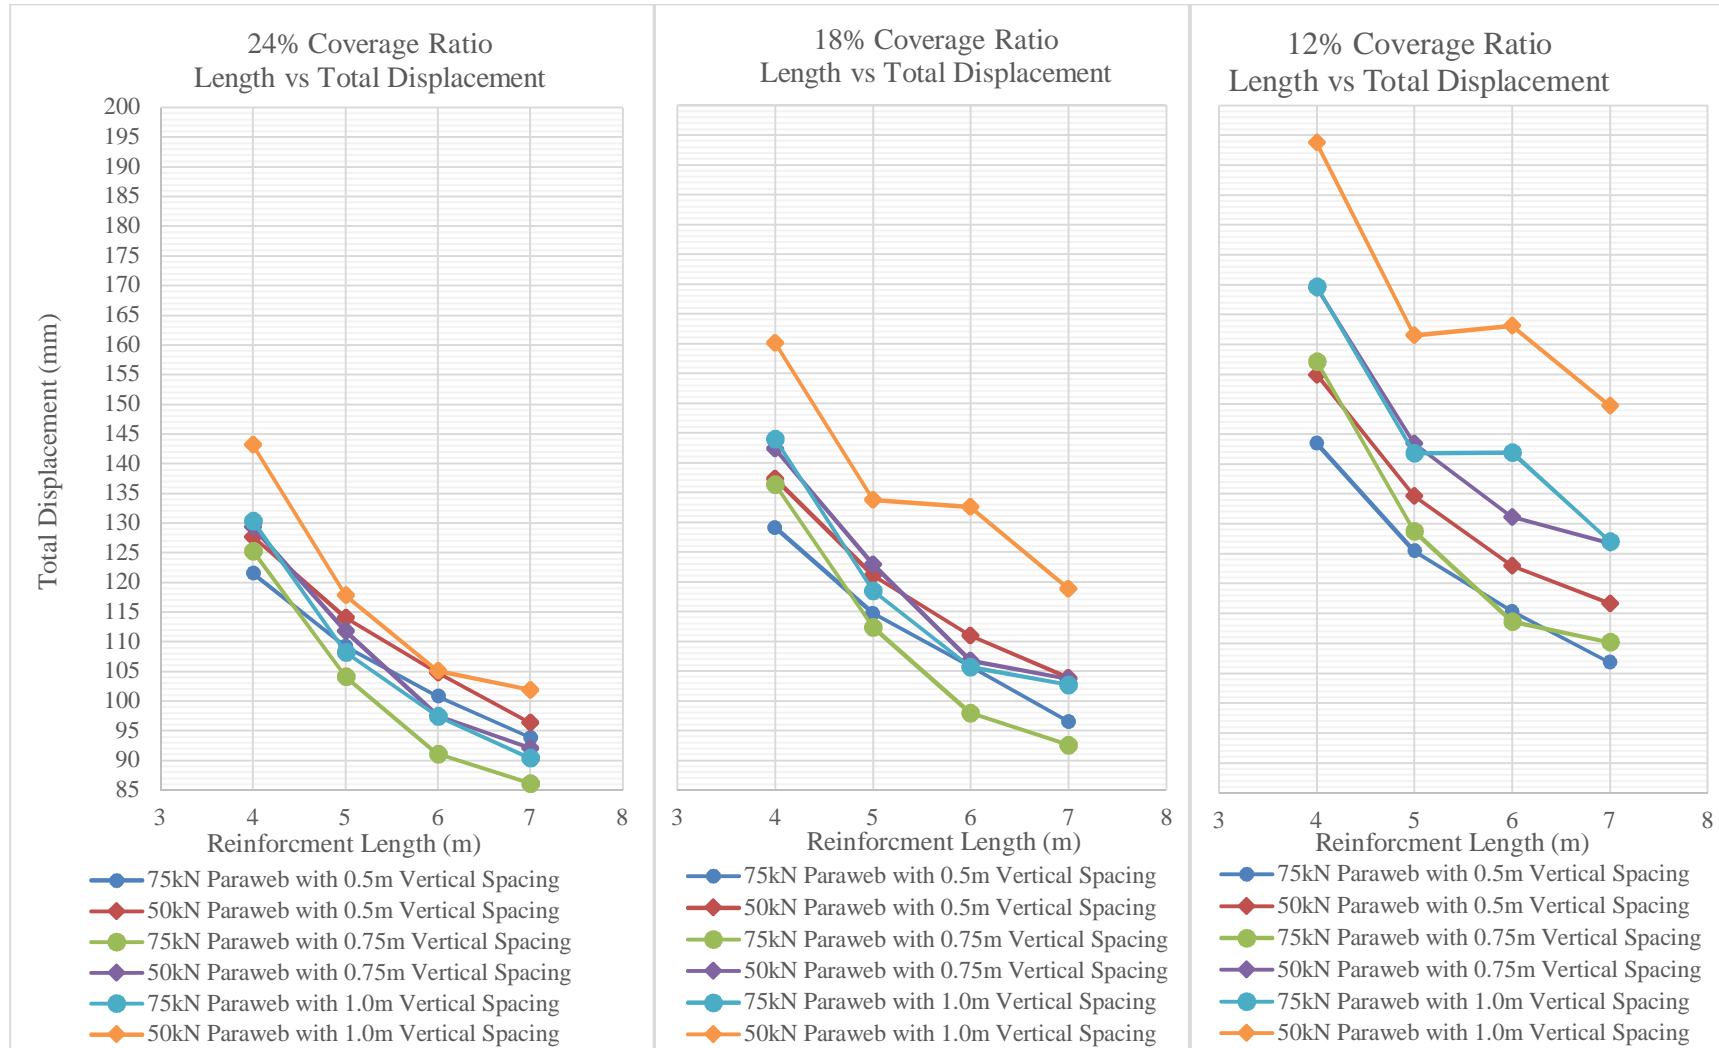 24% Coverage Ratio
Length vs Total Displacement
200
195
190
185
180
175
170
165
160
155
150
145
140
135
130
125
120
115
110
105
100
95
90
85
Total Displacement (mm)
3 4 5 6 7 8
Reinforcment Length (m)
75kN Paraweb with 0.5m Vertical Spacing
50kN Paraweb with 0.5m Vertical Spacing
75kN Paraweb with 0.75m Vertical Spacing
50kN Paraweb with 0.75m Vertical Spacing
75kN Paraweb with 1.0m Vertical Spacing
50kN Paraweb with 1.0m Vertical Spacing
18% Coverage Ratio
Length vs Total Displacement
3 4 5 6 7 8
Reinforcment Length (m)
75kN Paraweb with 0.5m Vertical Spacing
50kN Paraweb with 0.5m Vertical Spacing
75kN Paraweb with 0.75m Vertical Spacing
50kN Paraweb with 0.75m Vertical Spacing
75kN Paraweb with 1.0m Vertical Spacing
50kN Paraweb with 1.0m Vertical Spacing
12% Coverage Ratio
Length vs Total Displacement
3 4 5 6 7 8
Reinforcment Length (m)
75kN Paraweb with 0.5m Vertical Spacing
50kN Paraweb with 0.5m Vertical Spacing
75kN Paraweb with 0.75m Vertical Spacing
50kN Paraweb with 0.75m Vertical Spacing
75kN Paraweb with 1.0m Vertical Spacing
50kN Paraweb with 1.0m Vertical Spacing